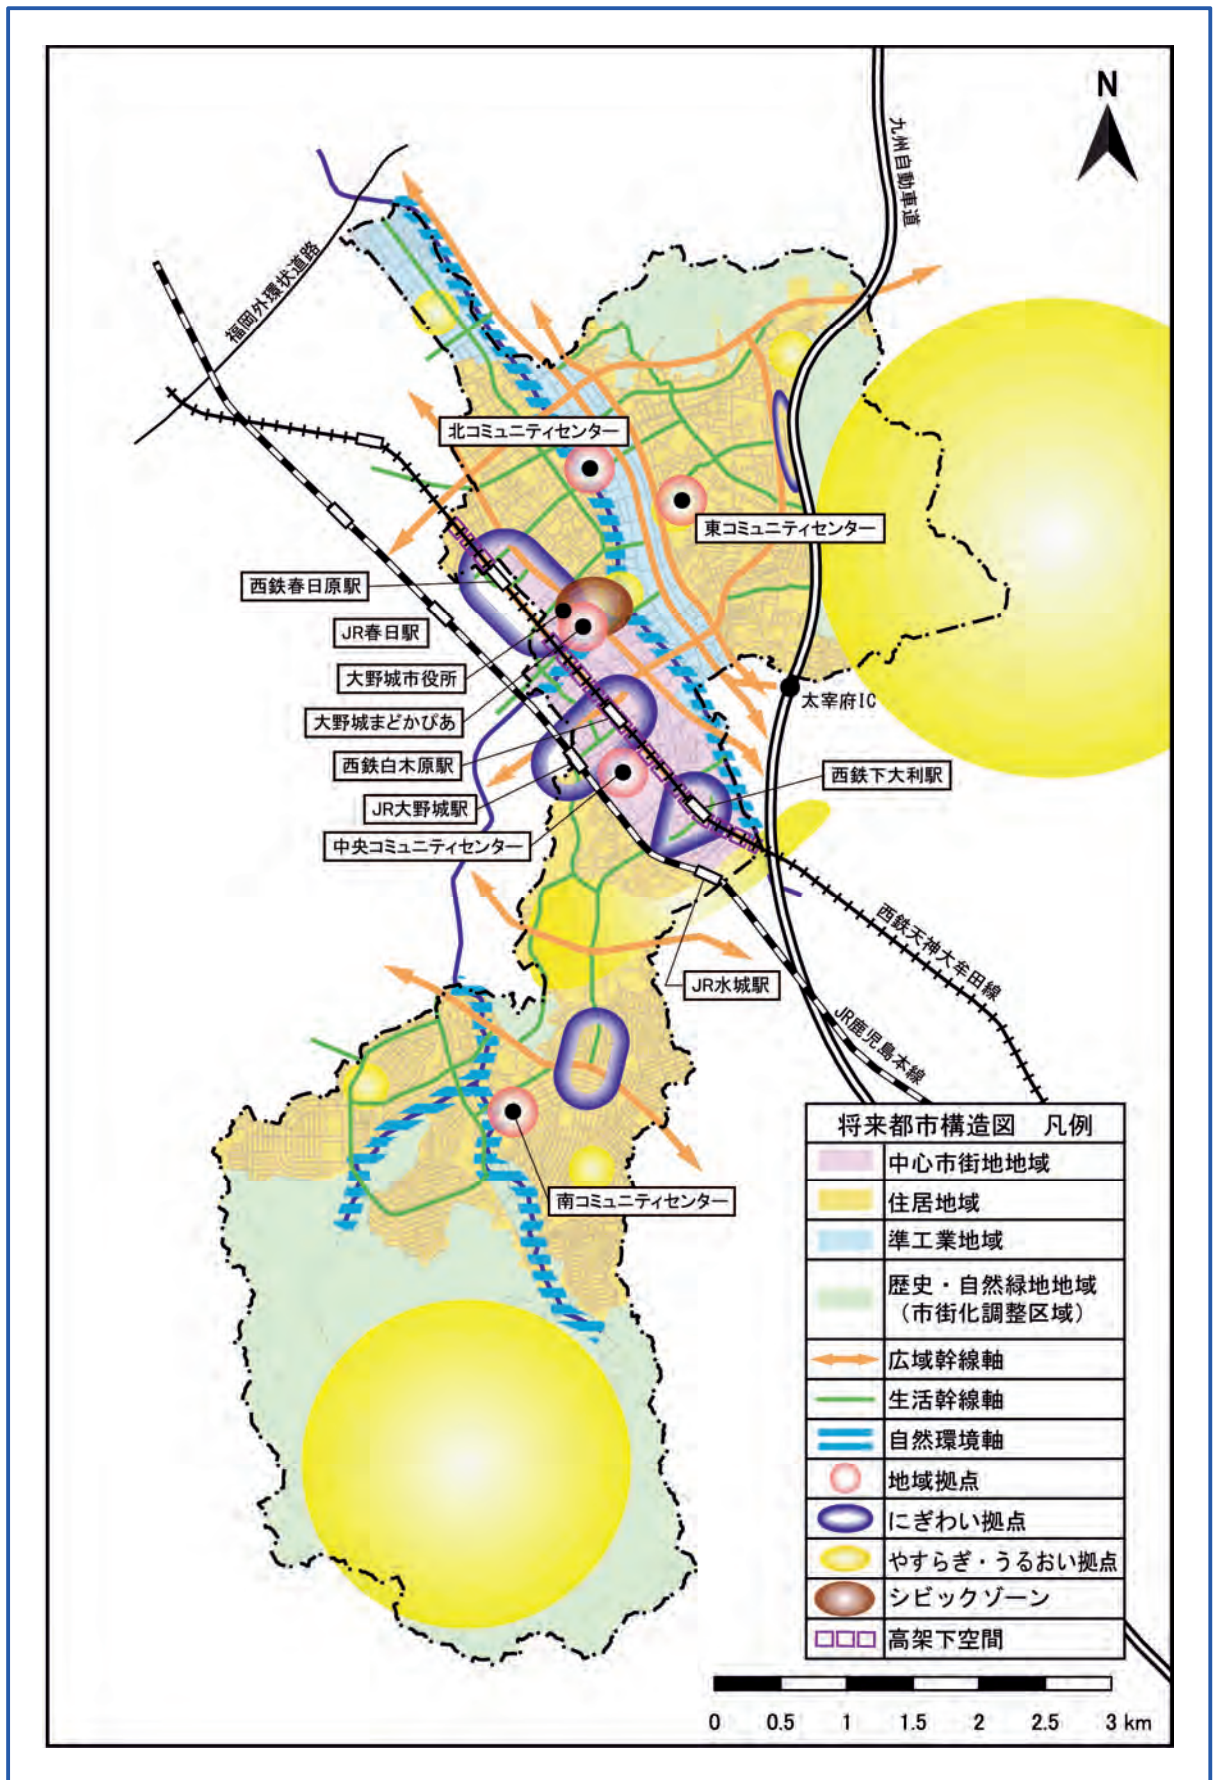 N
九州自動車道
福岡外環状道路
北コミュニティセンター
東コミュニティセンター
西鉄春日原駅
JR春日駅
大野城市役所
太宰府IC
大野城まどかぴあ
西鉄白木原駅
西鉄下大利駅
JR大野城駅
中央コミュニティセンター
西鉄天神大牟田線
JR水城駅
JR鹿児島本線
南コミュニティセンター
将来都市構造図 凡例
中心市街地地域
住居地域
準工業地域
歴史・自然緑地地域
(市街化調整区域)
広域幹線軸
生活幹線軸
自然環境軸
地域拠点
にぎわい拠点
やすらぎ・うるおい拠点
シビックゾーン
高架下空間
0 0.5 1 1.5 2 2.5 3 km